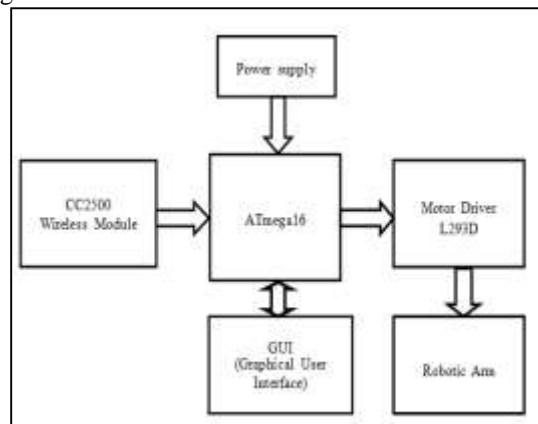 Power supply
CC2500
Wireless Module
ATmega16
Motor Driver
L293D
GUI
(Graphical User
Interface)
Robotic Arm